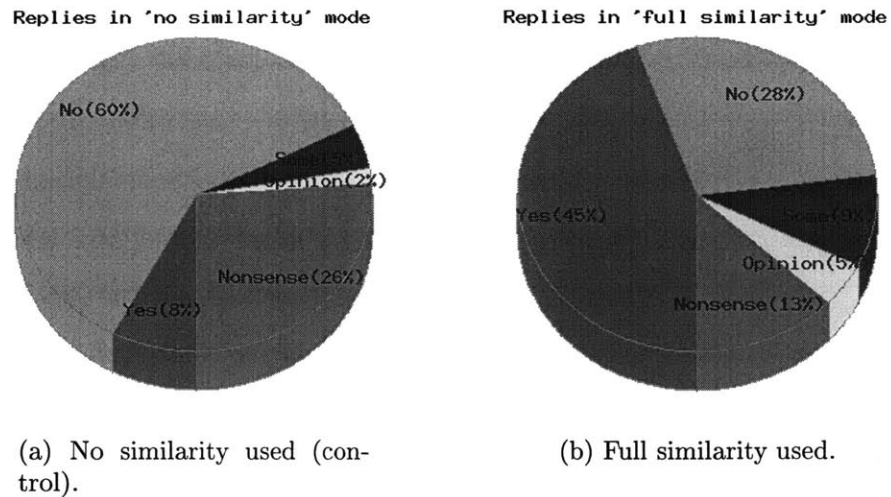 Replies in 'no similarity' mode
No(60%)
Opinion(2%)
Nonsense(26%)
Yes(8%)
(a) No similarity used (con-
trol).
Replies in 'full similarity' mode
No(28%)
Yes(45%)
Some(9%)
Opinion(5%
Nonsense(13%)
(b) Full similarity used.